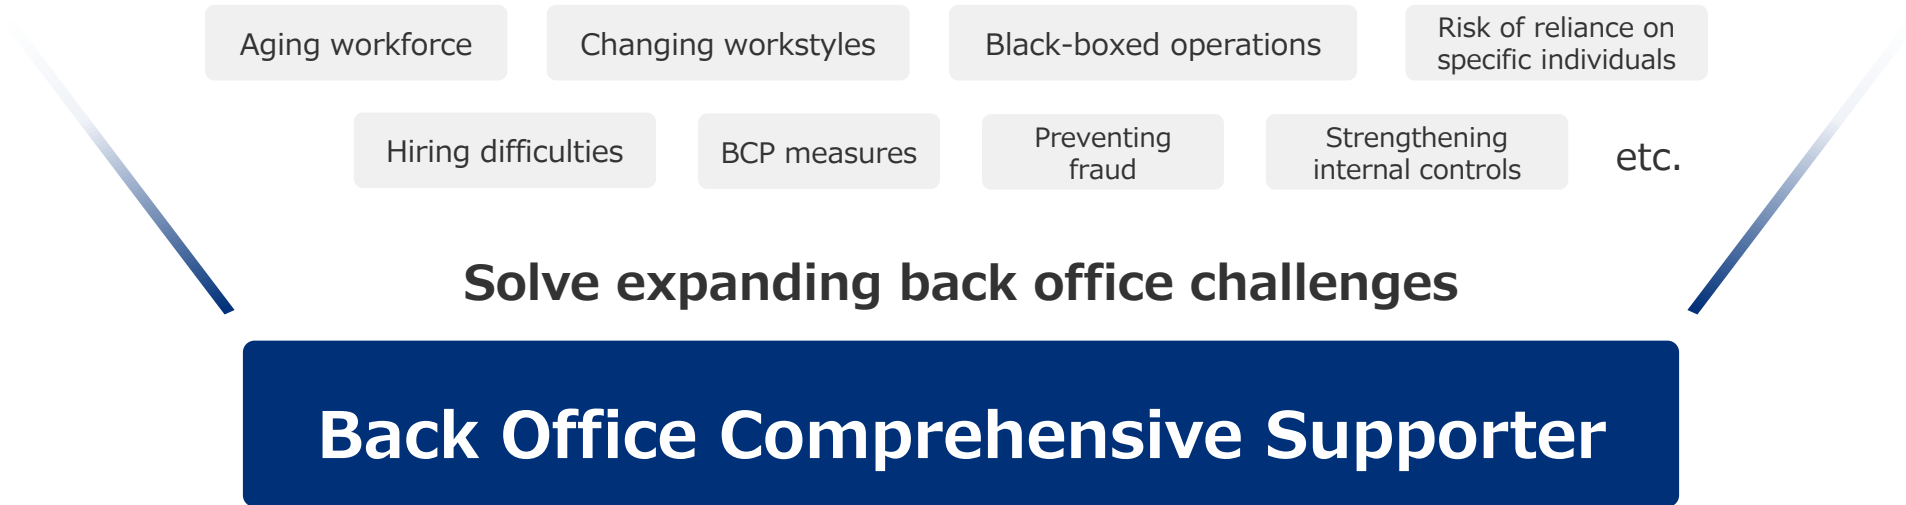 Aging workforce
Changing workstyles
Black-boxed operations
Risk of reliance on
specific individuals
Hiring difficulties
BCP measures
Preventing
fraud
Strengthening
internal controls
etc.
Solve expanding back office challenges
Back Office Comprehensive Supporter